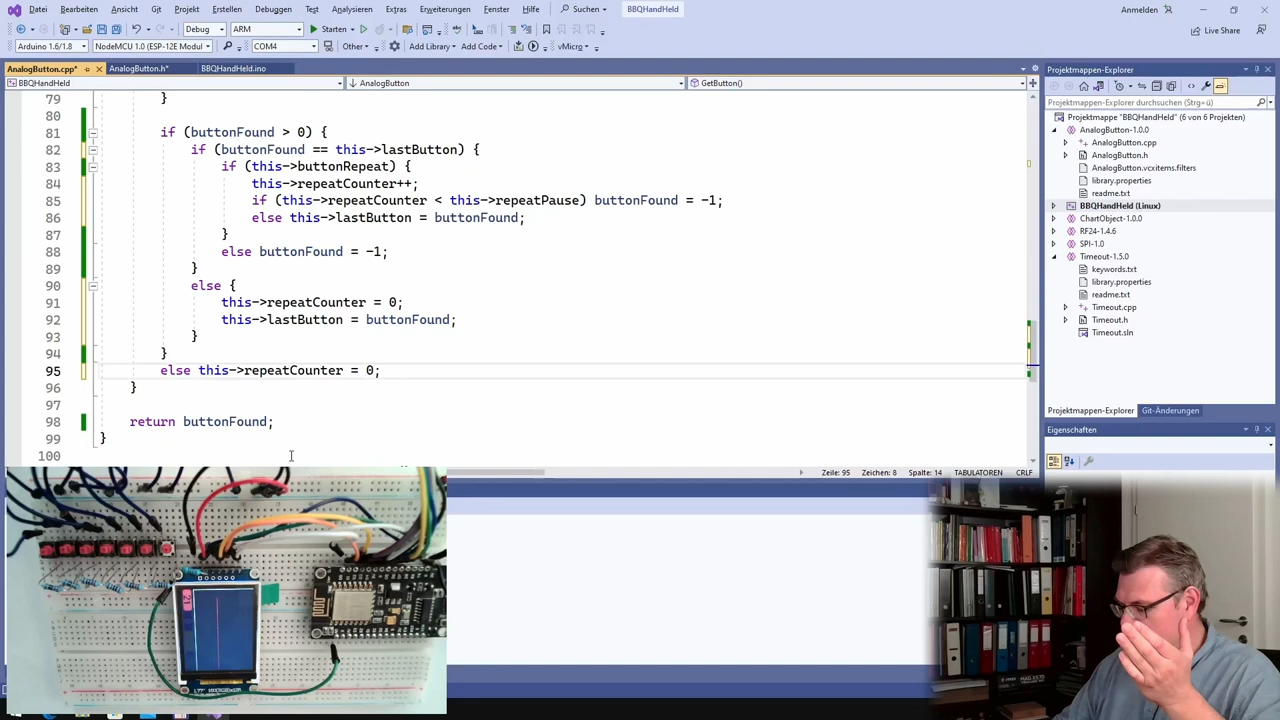 Datei Bearbeiten Ansicht Git Projekt Erstellen Debuggen Test Analysieren Extras Erweiterungen Fenster Hilfe Suchen BBQHandHeld Anmelden
Debug ARM Starten Live Share
Arduino 1.6/1.8 NodeMCU 1.0 (ESP-12E Modul COM4 Other Add Library Add Code vMicro
AnalogButton.cpp* AnalogButton.h* BBQHandHeld.ino
BBQHandHeld AnalogButton GetButton()
79 }
80
81 if (buttonFound > 0) {
82 if (buttonFound == this->lastButton) {
83 if (this->buttonRepeat) {
84 this->repeatCounter++;
85 if (this->repeatCounter < this->repeatPause) buttonFound = -1;
86 else this->lastButton = buttonFound;
87 }
88 else buttonFound = -1;
89 }
90 else {
91 this->repeatCounter = 0;
92 this->lastButton = buttonFound;
93 }
94 }
95 else this->repeatCounter = 0;
96 }
97
98 return buttonFound;
99 }
100
Zeile: 95 Zeichen: 8 Spalte: 14 TABULATOREN CRLF
Projektmappen-Explorer
Projektmappen-Explorer durchsuchen (Strg+ü)
Projektmappe "BBQHandHeld" (6 von 6 Projekten)
AnalogButton-1.0.0
AnalogButton.cpp
AnalogButton.h
AnalogButton.vcxitems.filters
library.properties
readme.txt
BBQHandHeld (Linux)
ChartObject-1.0.0
RF24-1.4.6
SPI-1.0
Timeout-1.5.0
keywords.txt
library.properties
readme.txt
Timeout.cpp
Timeout.h
Timeout.sln
Projektmappen-Explorer Git-Änderungen
Eigenschaften